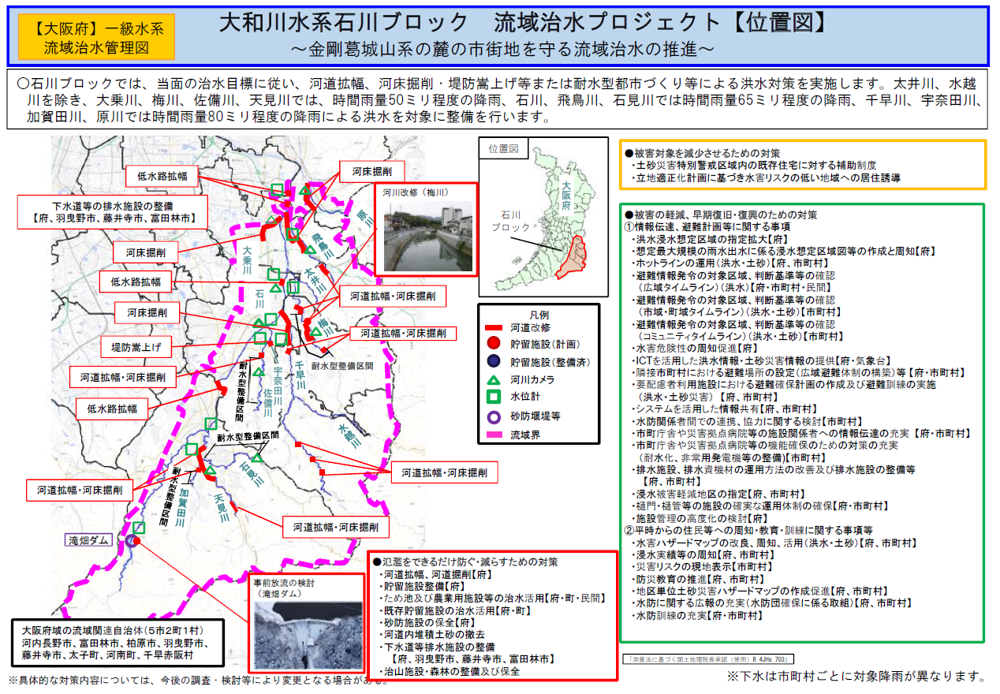 【大阪府】一級水系
流域治水管理図
大和川水系石川ブロック　流域治水プロジェクト【位置図】
～金剛葛城山系の麓の市街地を守る流域治水の推進～
○石川ブロックでは、当面の治水目標に従い、河道拡幅、河床掘削・堤防嵩上げ等または耐水型都市づくり等による洪水対策を実施します。太井川、水越
川を除き、大乗川、梅川、佐備川、天見川では、時間雨量50ミリ程度の降雨、石川、飛鳥川、石見川では時間雨量65ミリ程度の降雨、千早川、宇奈田川、
加賀田川、原川では時間雨量80ミリ程度の降雨による洪水を対象に整備を行います。
低水路拡幅
河床掘削
下水道等の排水施設の整備
【府、羽曳野市、藤井寺市、富田林市】
河川改修（梅川）
原川
飛鳥川
大乗川
河床掘削
太井川
低水路拡幅
石川
河道拡幅・河床掘削
河床掘削
梅川
河道拡幅・河床掘削
堤防嵩上げ
耐水型整備区間
河道拡幅・河床掘削
耐水型整備区間
千早川
宇奈田川
佐備川
低水路拡幅
耐水型整備区間
水越川
石見川
河道拡幅・河床掘削
河道拡幅・河床掘削
耐水型整備区間
加賀田川
天見川
河道拡幅・河床掘削
滝畑ダム
事前放流の検討
（滝畑ダム）
大阪府域の流域関連自治体（5市2町1村）
河内長野市、富田林市、柏原市、羽曳野市、
藤井寺市、太子町、河南町、千早赤阪村
※具体的な対策内容については、今後の調査・検討等により変更となる場合がある。
位置図
大阪府
石川
ブロック
凡例
河道改修
貯留施設（計画）
貯留施設（整備済）
河川カメラ
水位計
砂防堰堤等
流域界
●氾濫をできるだけ防ぐ・減らすための対策
・河道拡幅、河道掘削【府】
・貯留施設整備【府】
・ため池及び農業用施設等の治水活用【府・町・民間】
・既存貯留施設の治水活用【府・町】
・砂防施設の保全【府】
・河道内堆積土砂の撤去
・下水道等排水施設の整備
【府、羽曳野市、藤井寺市、富田林市】
・治山施設・森林の整備及び保全
●被害対象を減少させるための対策
・土砂災害特別警戒区域内の既存住宅に対する補助制度
・立地適正化計画に基づき水害リスクの低い地域への居住誘導
●被害の軽減、早期復旧・復興のための対策
①情報伝達、避難計画等に関する事項
・洪水浸水想定区域の指定拡大【府】
・想定最大規模の雨水出水に係る浸水想定区域図等の作成と周知【府】
・ホットラインの運用（洪水・土砂）【府、市町村】
・避難情報発令の対象区域、判断基準等の確認
（広域タイムライン）（洪水）【府・市町村・民間】
・避難情報発令の対象区域、判断基準等の確認
（市域・町域タイムライン）（洪水・土砂）【市町村】
・避難情報発令の対象区域、判断基準等の確認
（コミュニティタイムライン）（洪水・土砂）【市町村】
・水害危険性の周知促進【府】
・ICTを活用した洪水情報・土砂災害情報の提供【府・気象台】
・隣接市町村における避難場所の設定（広域避難体制の構築）等【府・市町村】
・要配慮者利用施設における避難確保計画の作成及び避難訓練の実施
（洪水・土砂災害）【府、市町村】
・システムを活用した情報共有【府、市町村】
・水防関係者間での連携、協力に関する検討【市町村】
・市町庁舎や災害拠点病院等の施設関係者への情報伝達の充実【府・市町村】
・市町庁舎や災害拠点病院等の機能確保のための対策の充実
（耐水化、非常用発電機等の整備）【市町村】
・排水施設、排水資機材の運用方法の改善及び排水施設の整備等
【府、市町村】
・浸水被害軽減地区の指定【府、市町村】
・樋門・樋管等の施設の確実な運用体制の確保【府・市町村】
・施設管理の高度化の検討【府】
②平時からの住民等への周知・教育・訓練に関する事項等
・水害ハザードマップの改良、周知、活用（洪水・土砂）【府、市町村】
・浸水実績等の周知【府、市町村】
・災害リスクの現地表示【市町村】
・防災教育の推進【府、市町村】
・地区単位土砂災害ハザードマップの作成促進【府、市町村】
・水防に関する広報の充実（水防団確保に係る取組）【府、市町村】
・水防訓練の充実【府・市町村】
「測量法に基づく国土地理院長承認（使用）R 4JHs 703」
※下水は市町村ごとに対象降雨が異なります。